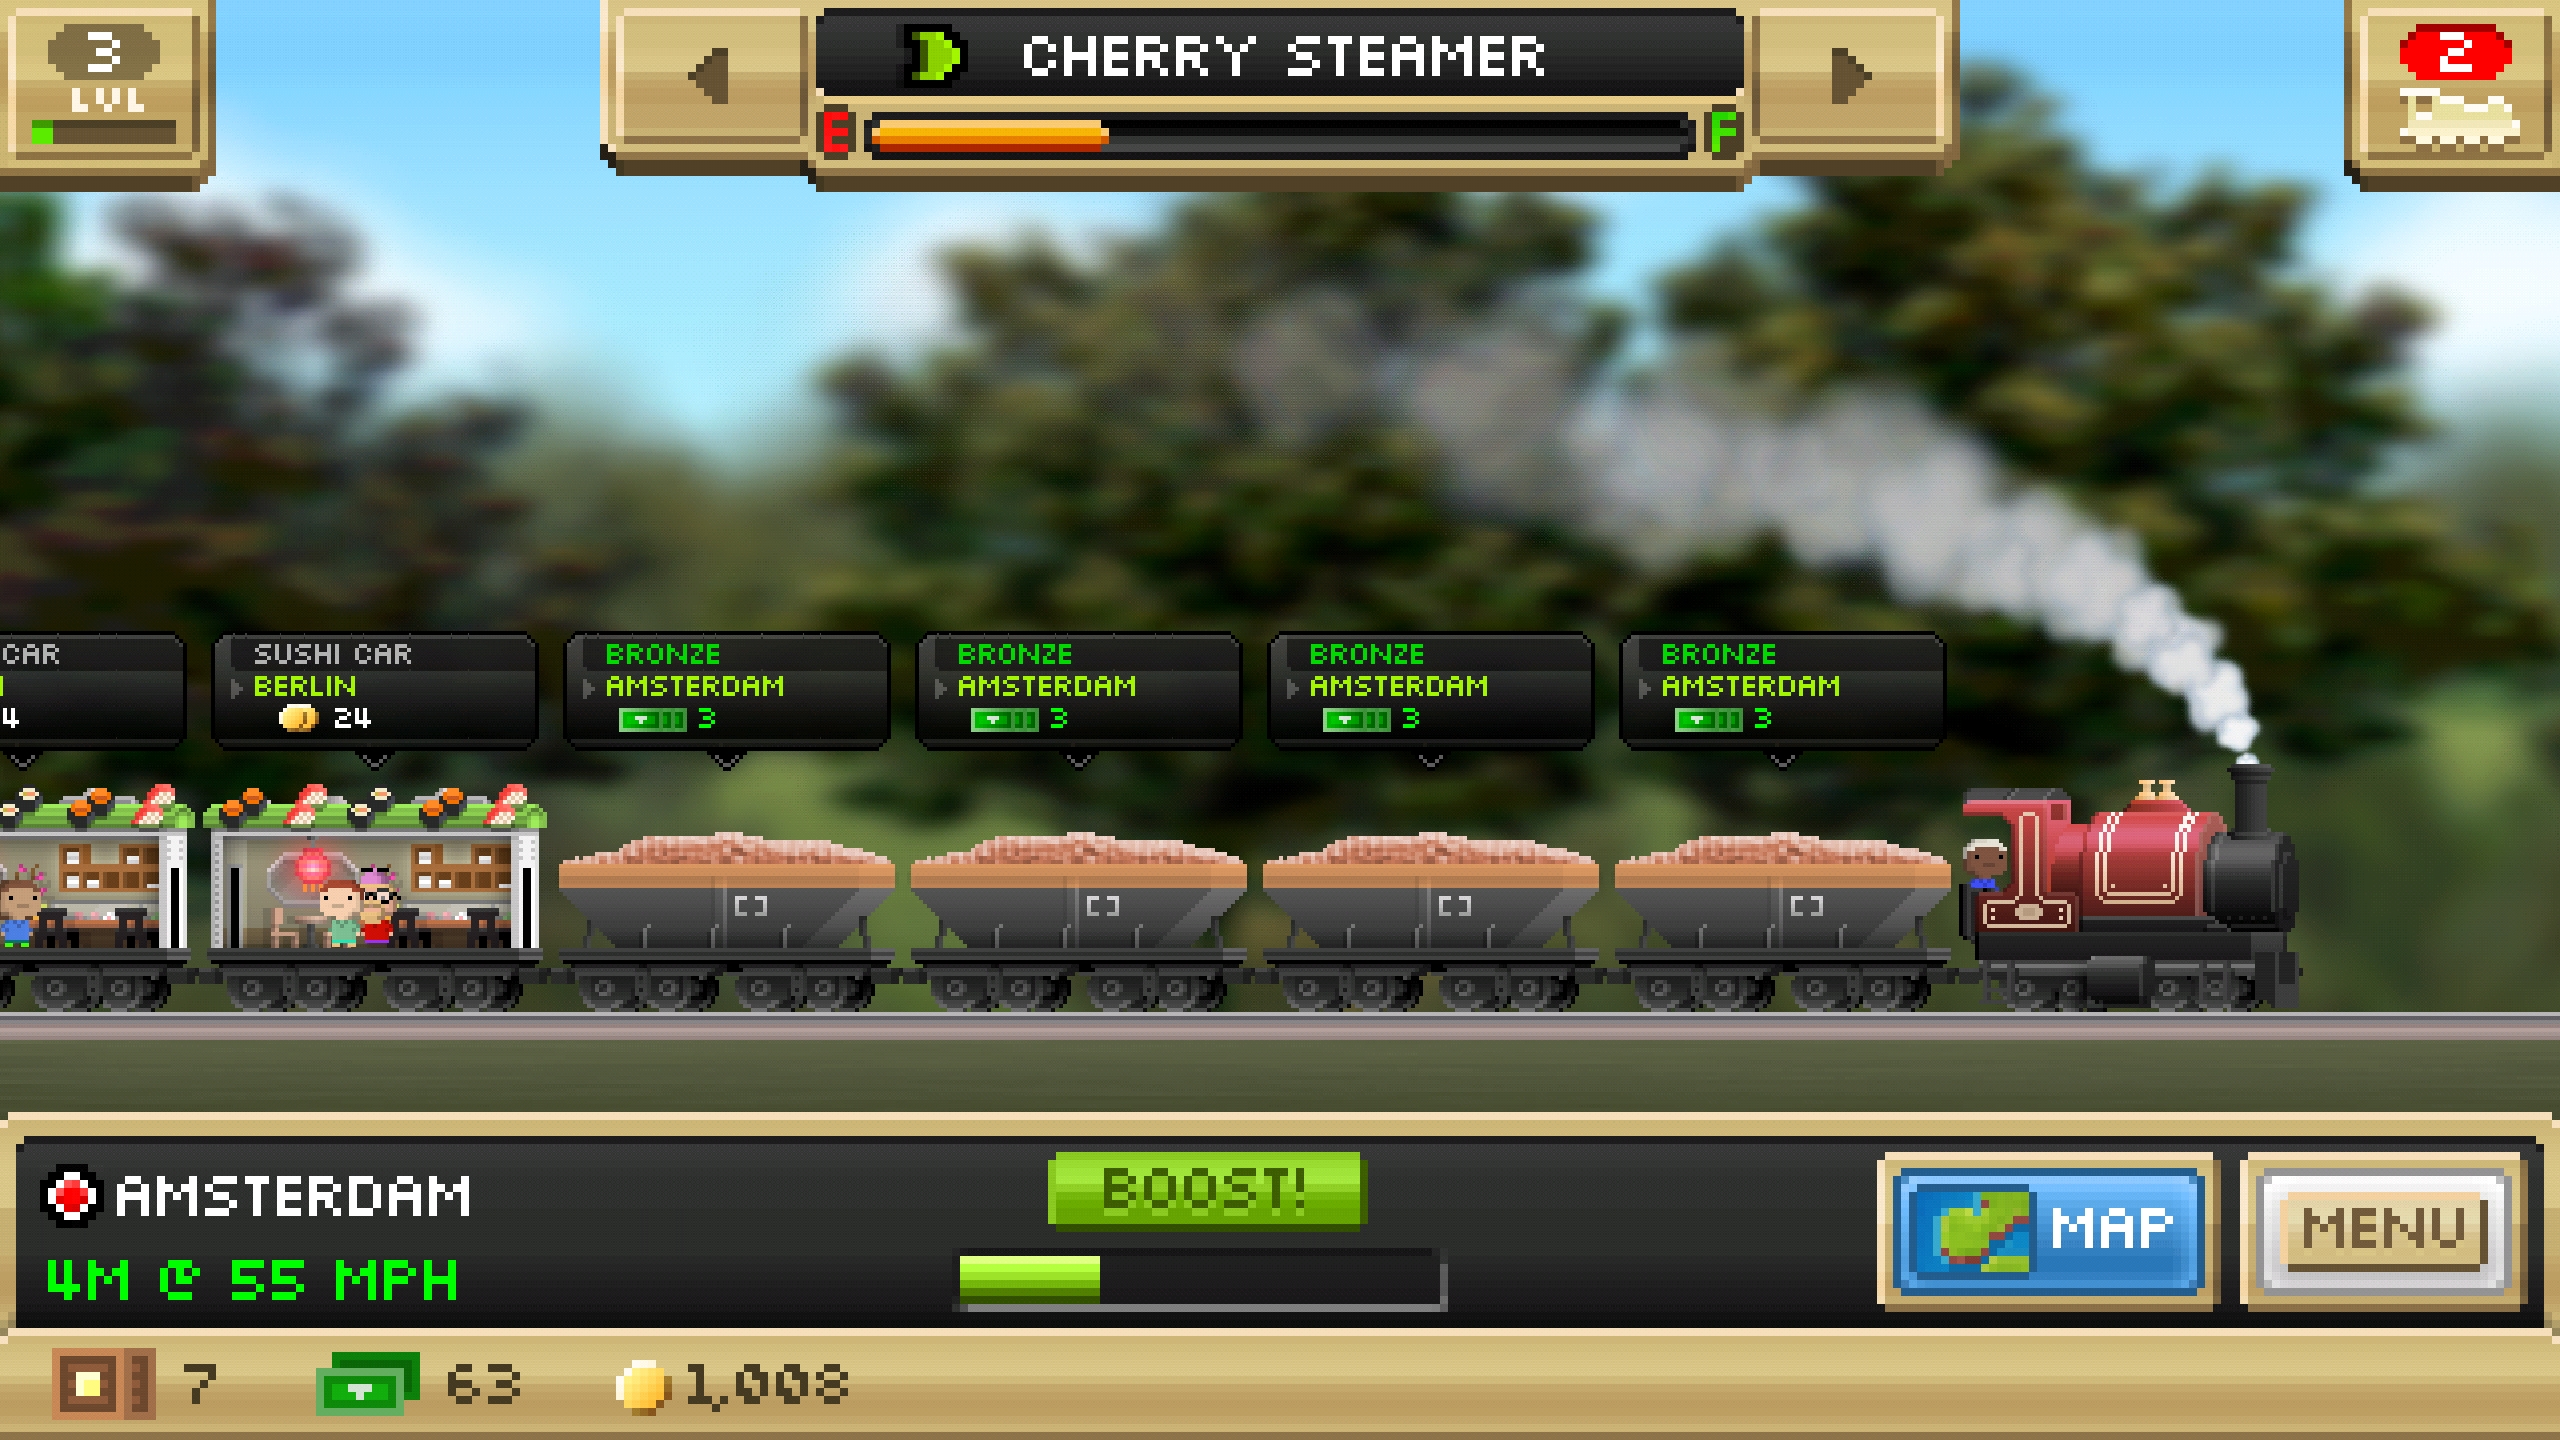 3
LVL
CHERRY STEAMER
E F
2
CAR
4
SUSHI CAR
BERLIN
24
BRONZE
AMSTERDAM
3
BRONZE
AMSTERDAM
3
BRONZE
AMSTERDAM
3
BRONZE
AMSTERDAM
3
AMSTERDAM
4M @ 55 MPH
BOOST!
MAP
MENU
7
63
1,008